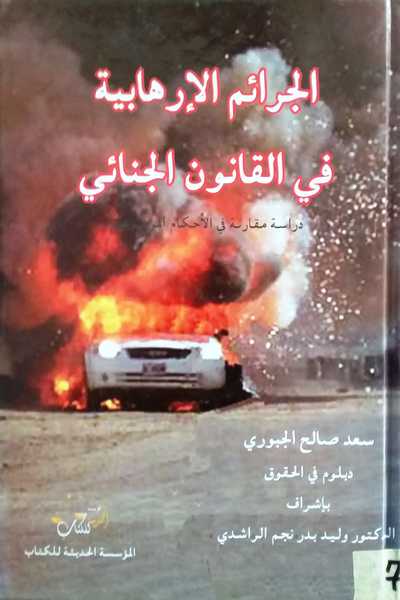 الجرائم الإرهابية
في القانون الجنائي
دراسة مقارنة في الأحكام
سعد صالح الجبوري
دبلوم في الحقوق
بإشراف
الدكتور وليد بدر نجم الراشدي
المؤسسة الحديثة للكتاب
7